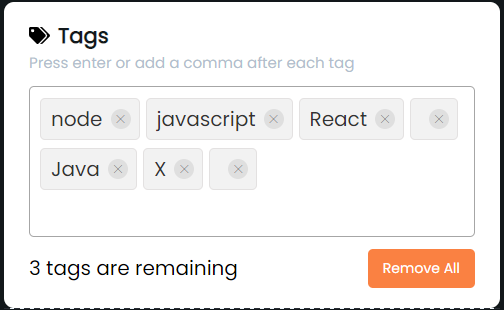 Tags
Press enter or add a comma after each tag
node javascript React
Java X
3 tags are remaining Remove All